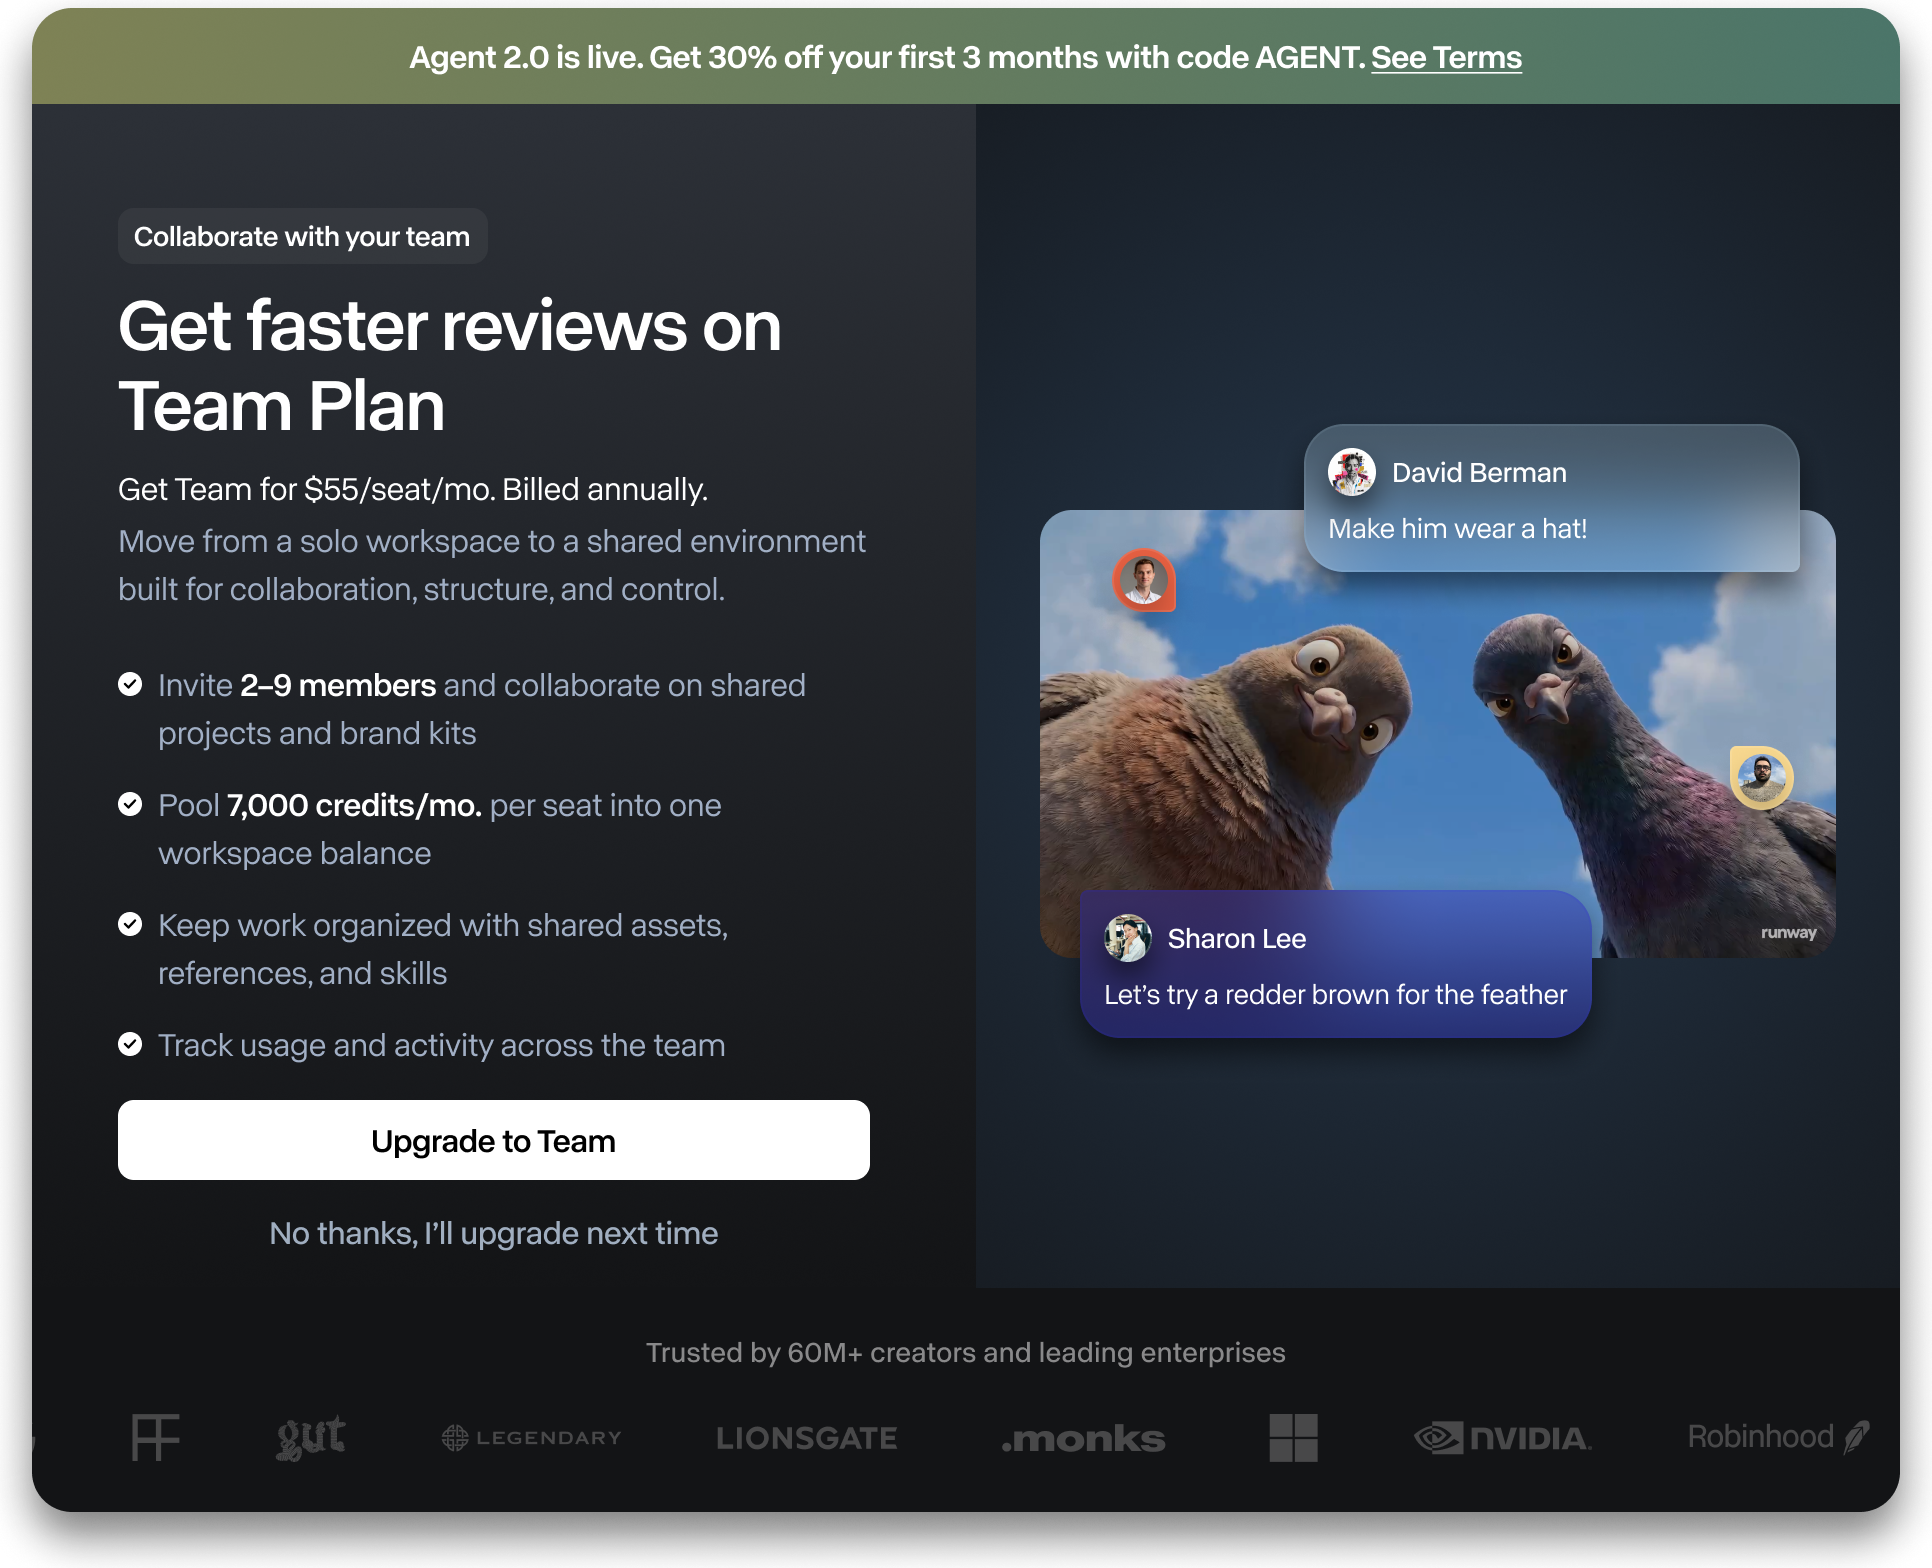 Agent 2.0 is live. Get 30% off your first 3 months with code AGENT. See Terms
Collaborate with your team
Get faster reviews on
Team Plan
Get Team for $55/seat/mo. Billed annually.
Move from a solo workspace to a shared environment
built for collaboration, structure, and control.
Invite 2–9 members and collaborate on shared
projects and brand kits
Pool 7,000 credits/mo. per seat into one
workspace balance
Keep work organized with shared assets,
references, and skills
Track usage and activity across the team
Upgrade to Team
No thanks, I’ll upgrade next time
David Berman
Make him wear a hat!
runway
Sharon Lee
Let’s try a redder brown for the feather
Trusted by 60M+ creators and leading enterprises
gut
LEGENDARY
LIONSGATE
.monks
NVIDIA.
Robinhood